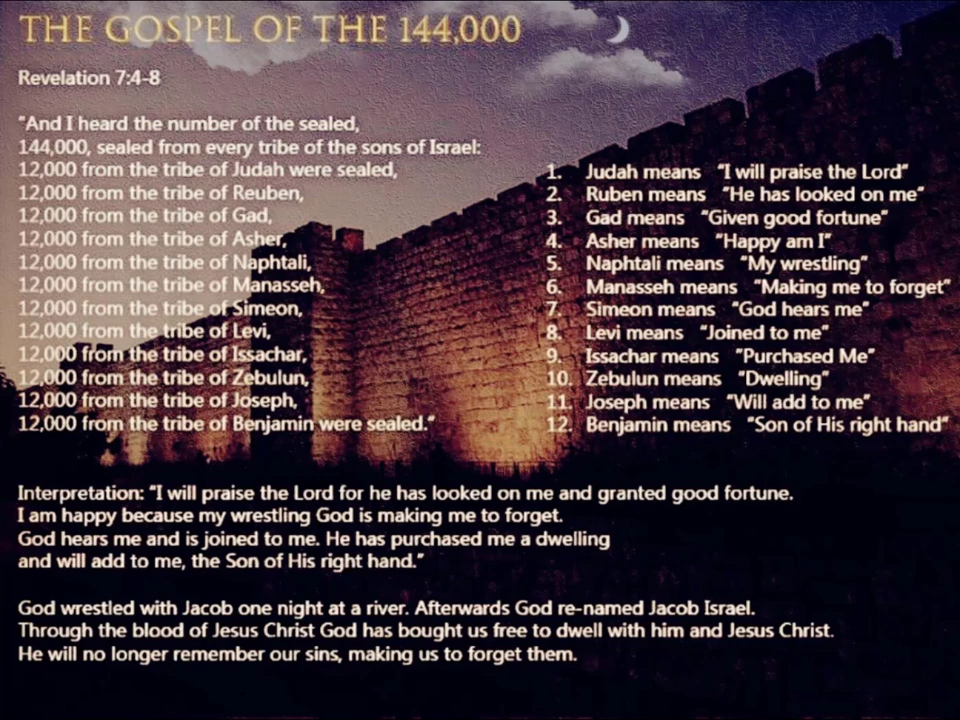 THE GOSPEL OF THE 144,000
Revelation 7:4-8
"And I heard the number of the sealed,
144,000, sealed from every tribe of the sons of Israel:
12,000 from the tribe of Judah were sealed,
12,000 from the tribe of Reuben,
12,000 from the tribe of Gad,
12,000 from the tribe of Asher,
12,000 from the tribe of Naphtali,
12,000 from the tribe of Manasseh,
12,000 from the tribe of Simeon,
12,000 from the tribe of Levi,
12,000 from the tribe of Issachar,
12,000 from the tribe of Zebulun,
12,000 from the tribe of Joseph,
12,000 from the tribe of Benjamin were sealed."
1. Judah means "I will praise the Lord"
2. Ruben means "He has looked on me"
3. Gad means "Given good fortune"
4. Asher means "Happy am I"
5. Naphtali means "My wrestling"
6. Manasseh means "Making me to forget"
7. Simeon means "God hears me"
8. Levi means "Joined to me"
9. Issachar means "Purchased Me"
10. Zebulun means "Dwelling"
11. Joseph means "Will add to me"
12. Benjamin means "Son of His right hand"
Interpretation: "I will praise the Lord for he has looked on me and granted good fortune.
I am happy because my wrestling God is making me to forget.
God hears me and is joined to me. He has purchased me a dwelling
and will add to me, the Son of His right hand."
God wrestled with Jacob one night at a river. Afterwards God re-named Jacob Israel.
Through the blood of Jesus Christ God has bought us free to dwell with him and Jesus Christ.
He will no longer remember our sins, making us to forget them.